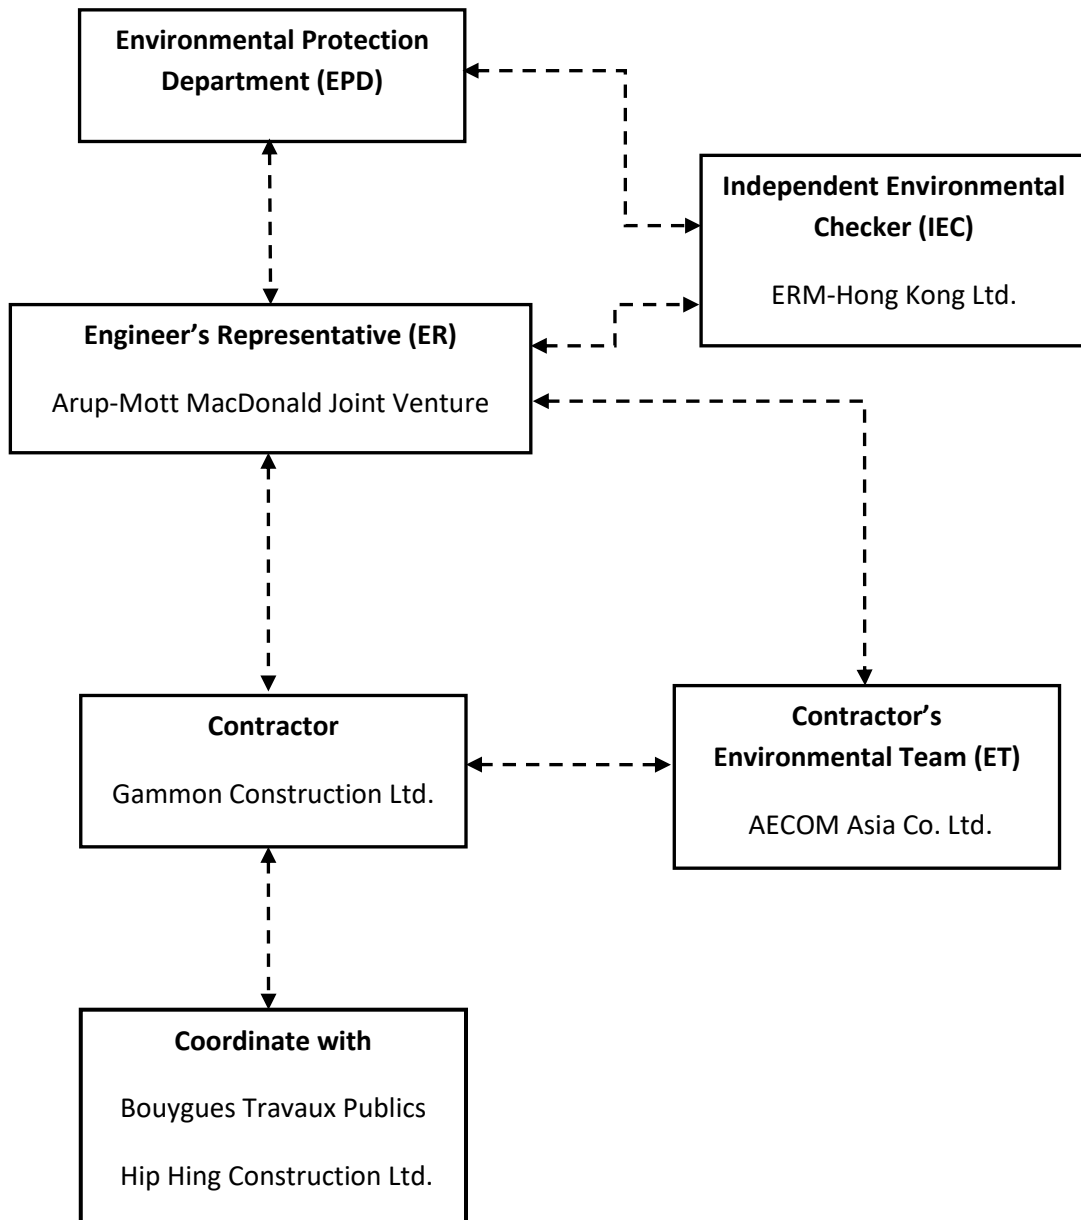 Environmental Protection
Department (EPD)
Independent Environmental
Checker (IEC)
ERM-Hong Kong Ltd.
Engineer’s Representative (ER)
Arup-Mott MacDonald Joint Venture
Contractor
Gammon Construction Ltd.
Contractor’s
Environmental Team (ET)
AECOM Asia Co. Ltd.
Coordinate with
Bouygues Travaux Publics
Hip Hing Construction Ltd.